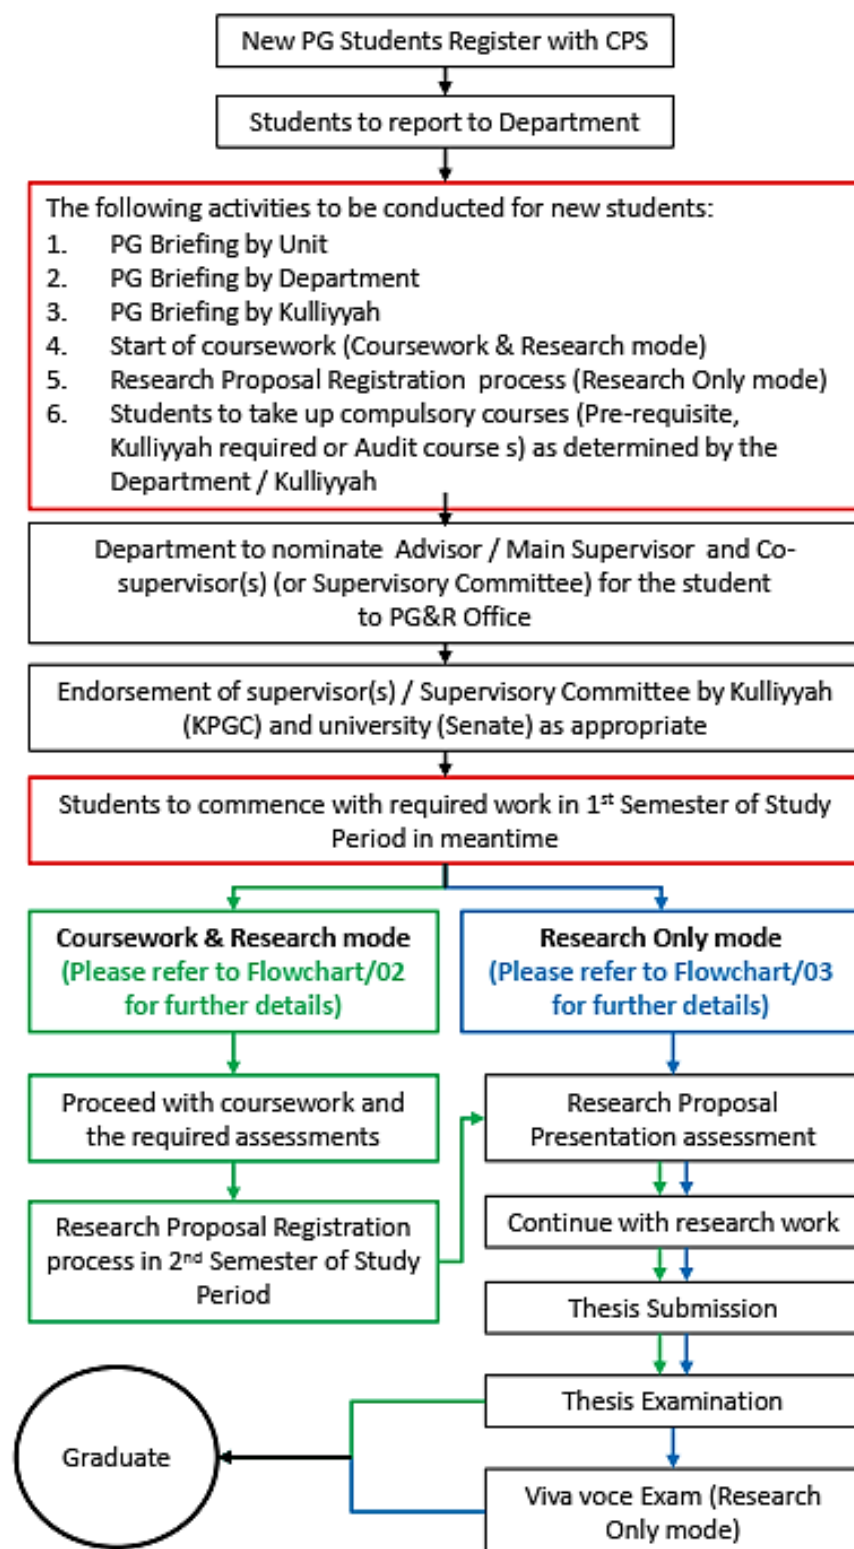 New PG Students Register with CPS
Students to report to Department
The following activities to be conducted for new students:
1. PG Briefing by Unit
2. PG Briefing by Department
3. PG Briefing by Kulliyyah
4. Start of coursework (Coursework & Research mode)
5. Research Proposal Registration process (Research Only mode)
6. Students to take up compulsory courses (Pre-requisite,
Kulliyyah required or Audit course s) as determined by the
Department / Kulliyyah
Department to nominate Advisor / Main Supervisor and Co-
supervisor(s) (or Supervisory Committee) for the student
to PG&R Office
Endorsement of supervisor(s) / Supervisory Committee by Kulliyyah
(KPGC) and university (Senate) as appropriate
Students to commence with required work in 1st Semester of Study
Period in meantime
Coursework & Research mode
(Please refer to Flowchart/02
for further details)
Research Only mode
(Please refer to Flowchart/03
for further details)
Proceed with coursework and
the required assessments
Research Proposal Registration
process in 2nd Semester of Study
Period
Research Proposal
Presentation assessment
Continue with research work
Thesis Submission
Thesis Examination
Viva voce Exam (Research
Only mode)
Graduate